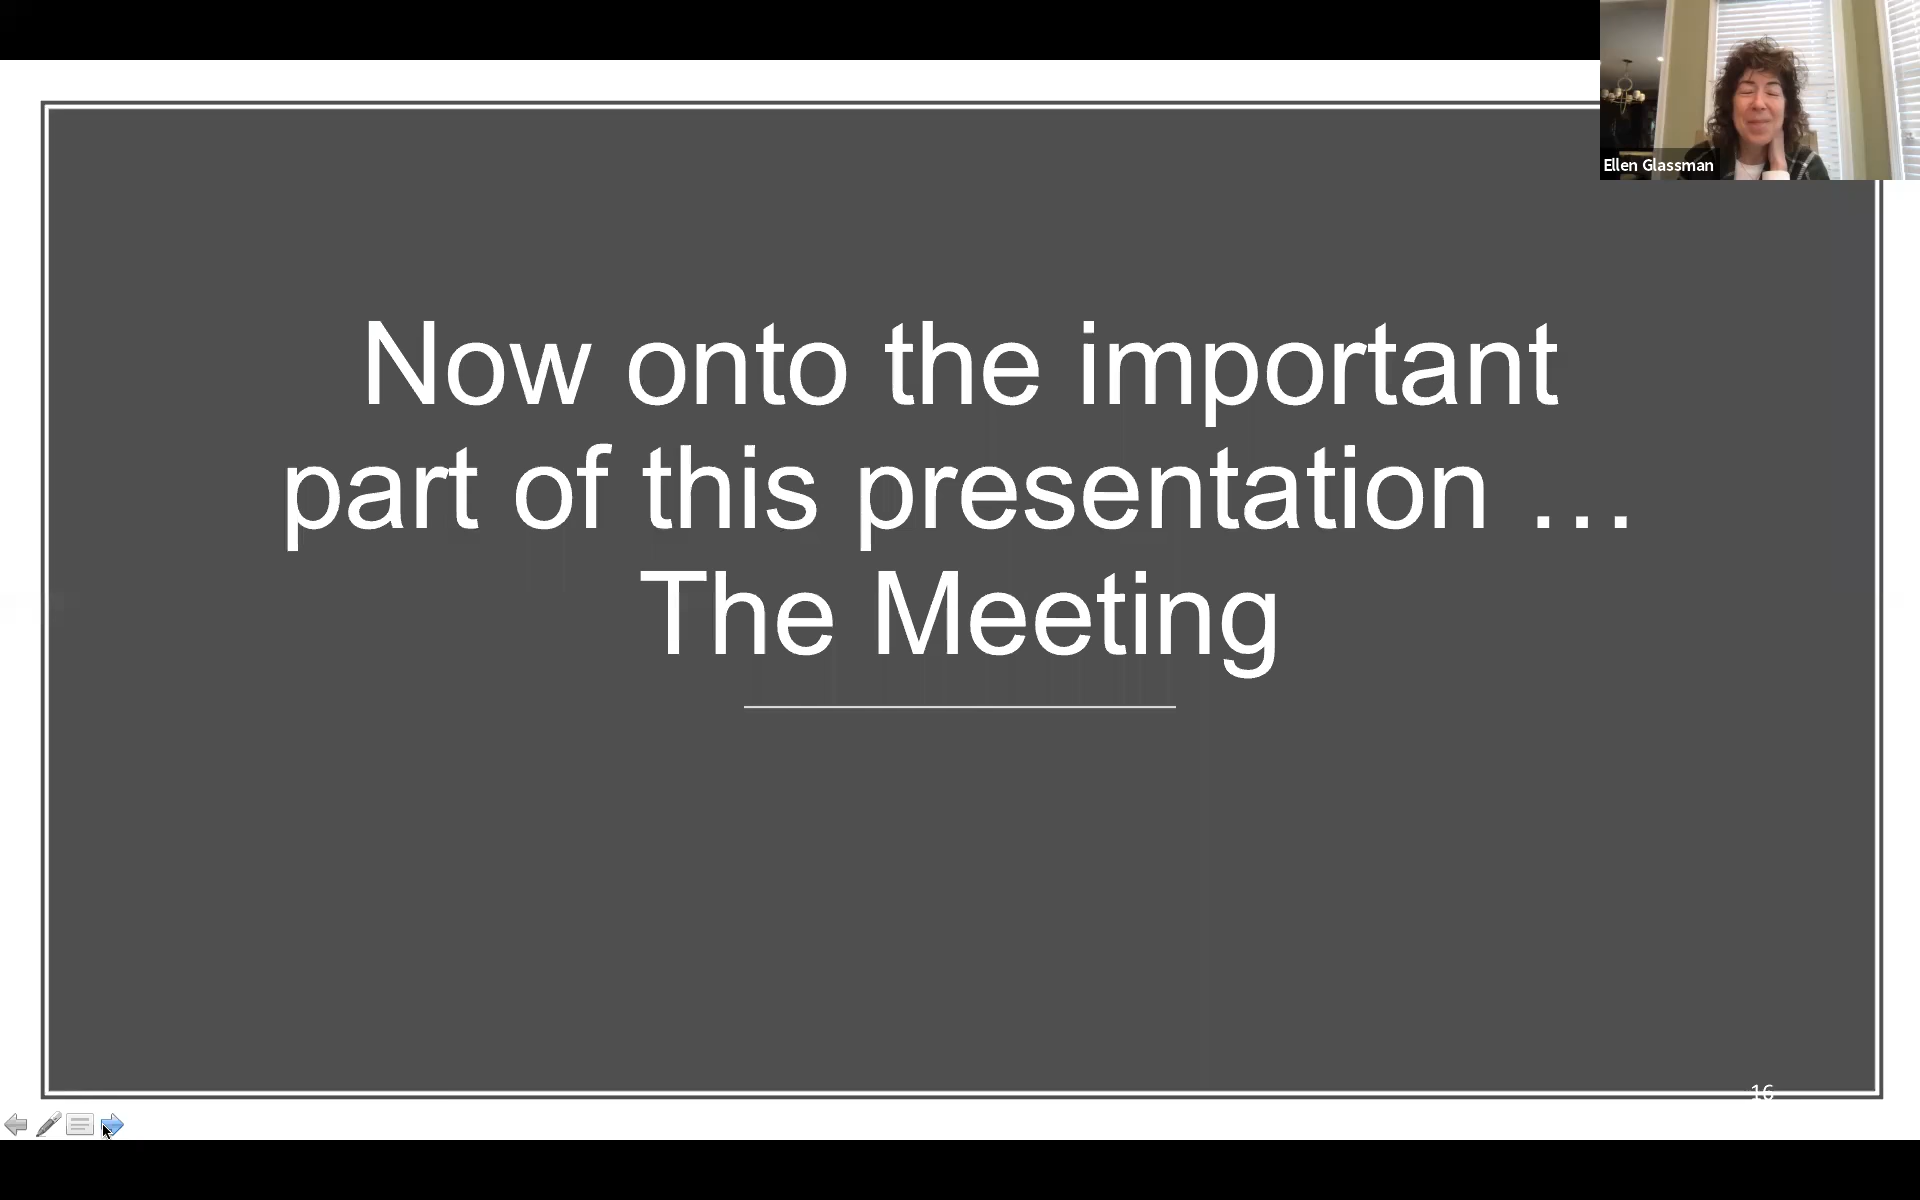 Ellen Glassman
Now onto the important
part of this presentation …
The Meeting
16